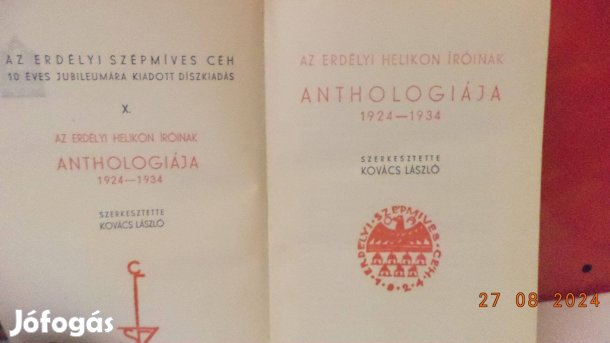 AZ ERDÉLYI SZÉPMÍVES CÉH
10 ÉVES JUBILEUMÁRA KIADOTT DÍSZKIADÁS
X.
AZ ERDÉLYI HELIKON ÍRÓINAK
ANTHOLOGIÁJA
1924—1934
SZERKESZTETTE
KOVÁCS LÁSZLÓ
AZ ERDÉLYI HELIKON ÍRÓINAK
ANTHOLOGIÁJA
1924—1934
SZERKESZTETTE
KOVÁCS LÁSZLÓ
ERDÉLYI·SZÉPMÍVES·CÉH·1924·
27 08 2024
Jófogás